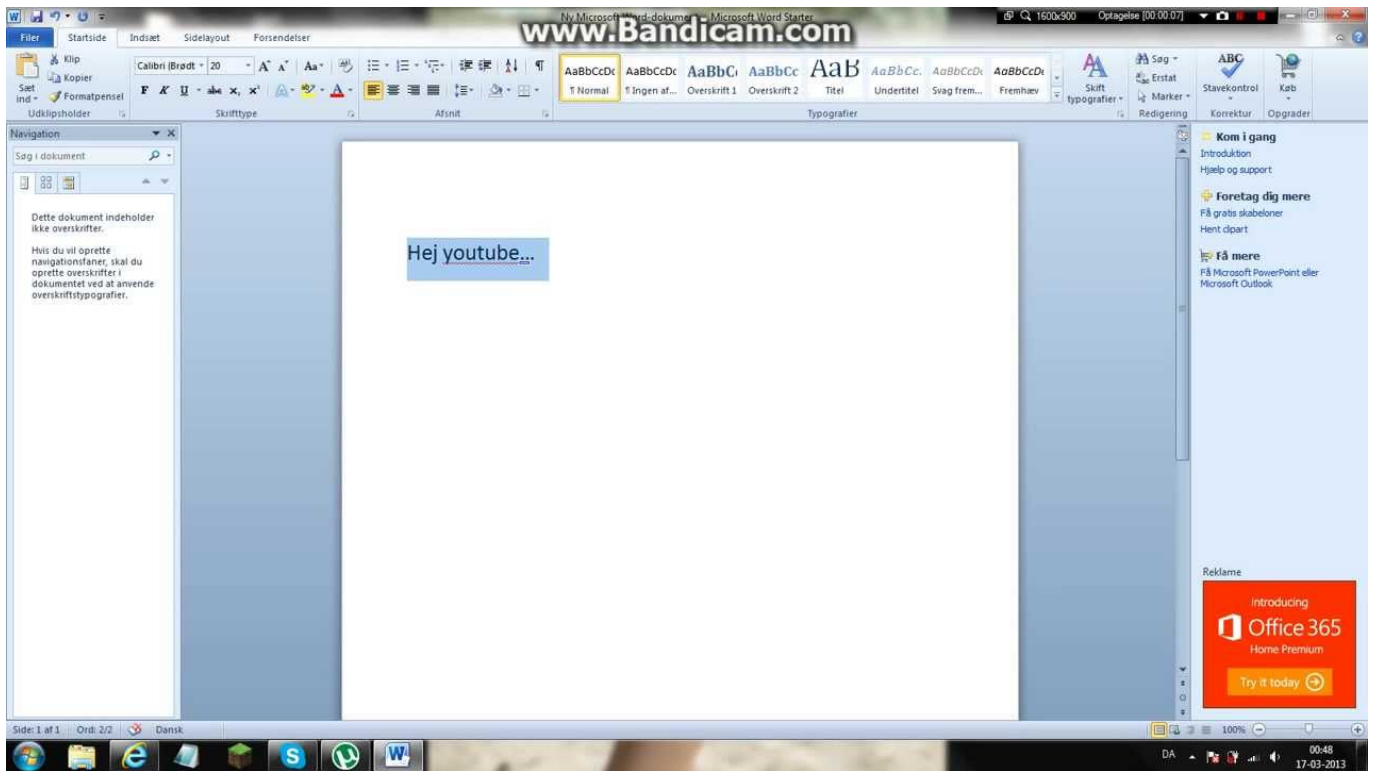 Ny Microsoft Word-dokument - Microsoft Word Starter
www.Bandicam.com
1600x900 Optagelse [00:00:07]
Filer Startside Indsæt Sidelayout Forsendelser
Sæt ind
Klip
Kopier
Formatpensel
Udklipsholder
Calibri (Brødt 20
F K U abc x, x² A
Skrifttype
Afsnit
AaBbCcDc AaBbCcDc AaBbC AaBbCc AaB AaBbCc. AaBbCcDc AaBbCcDc
¶ Normal ¶ Ingen af... Overskrift 1 Overskrift 2 Titel Undertitel Svag frem... Fremhæv
Typografier
Skift typografier
Søg
Erstat
Marker
Redigering
ABC
Stavekontrol
Korrektur
Køb
Opgrader
Navigation
Søg i dokument
Dette dokument indeholder
ikke overskrifter.
Hvis du vil oprette
navigationsfaner, skal du
oprette overskrifter i
dokumentet ved at anvende
overskriftstypografier.
Hej youtube...
Kom i gang
Introduktion
Hjælp og support
Foretag dig mere
Få gratis skabeloner
Hent clipart
Få mere
Få Microsoft PowerPoint eller
Microsoft Outlook
Reklame
Introducing
Office 365
Home Premium
Try it today
Side: 1 af 1 Ord: 2/2 Dansk
100%
DA
00:48
17-03-2013